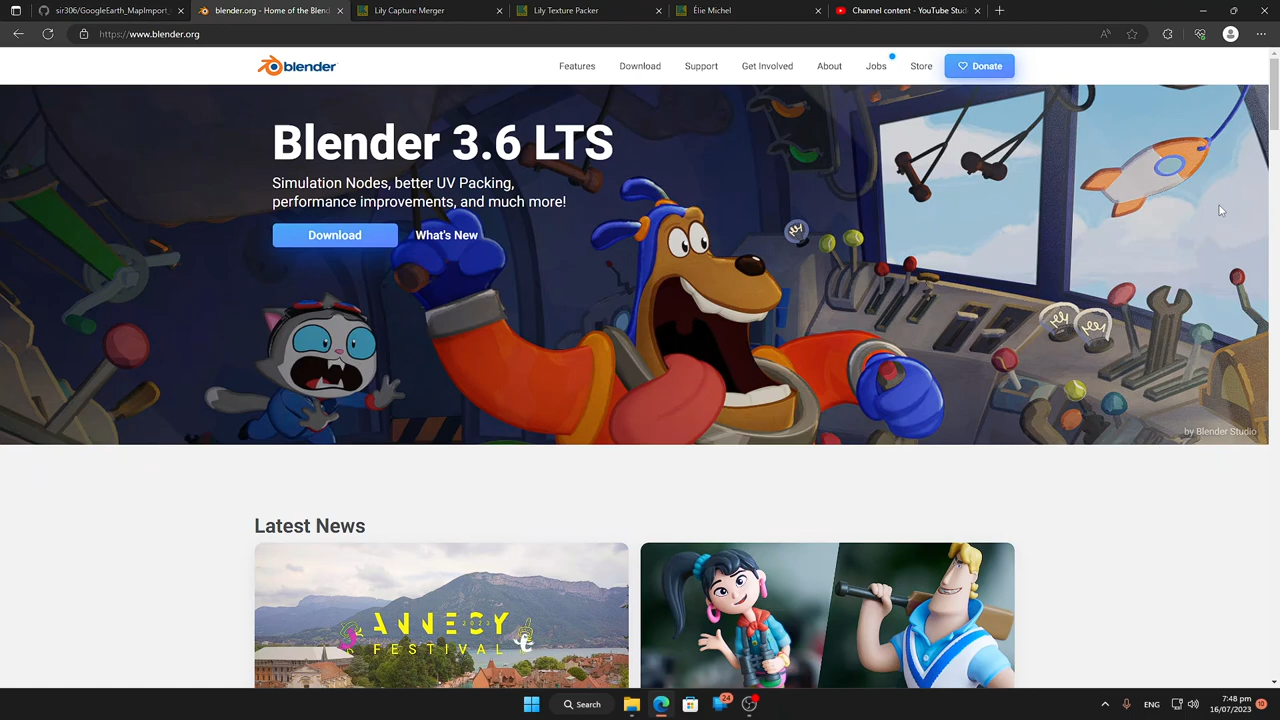 sir306/GoogleEarth_MapImport
blender.org - Home of the Blend
Lily Capture Merger
Lily Texture Packer
Élie Michel
Channel content - YouTube Studi
https://www.blender.org
blender
Features
Download
Support
Get Involved
About
Jobs
Store
Donate
Blender 3.6 LTS
Simulation Nodes, better UV Packing,
performance improvements, and much more!
Download
What's New
by Blender Studio
Latest News
ANNECY
2023
FESTIVAL
Search
24
ENG
7:48 pm
16/07/2023
10